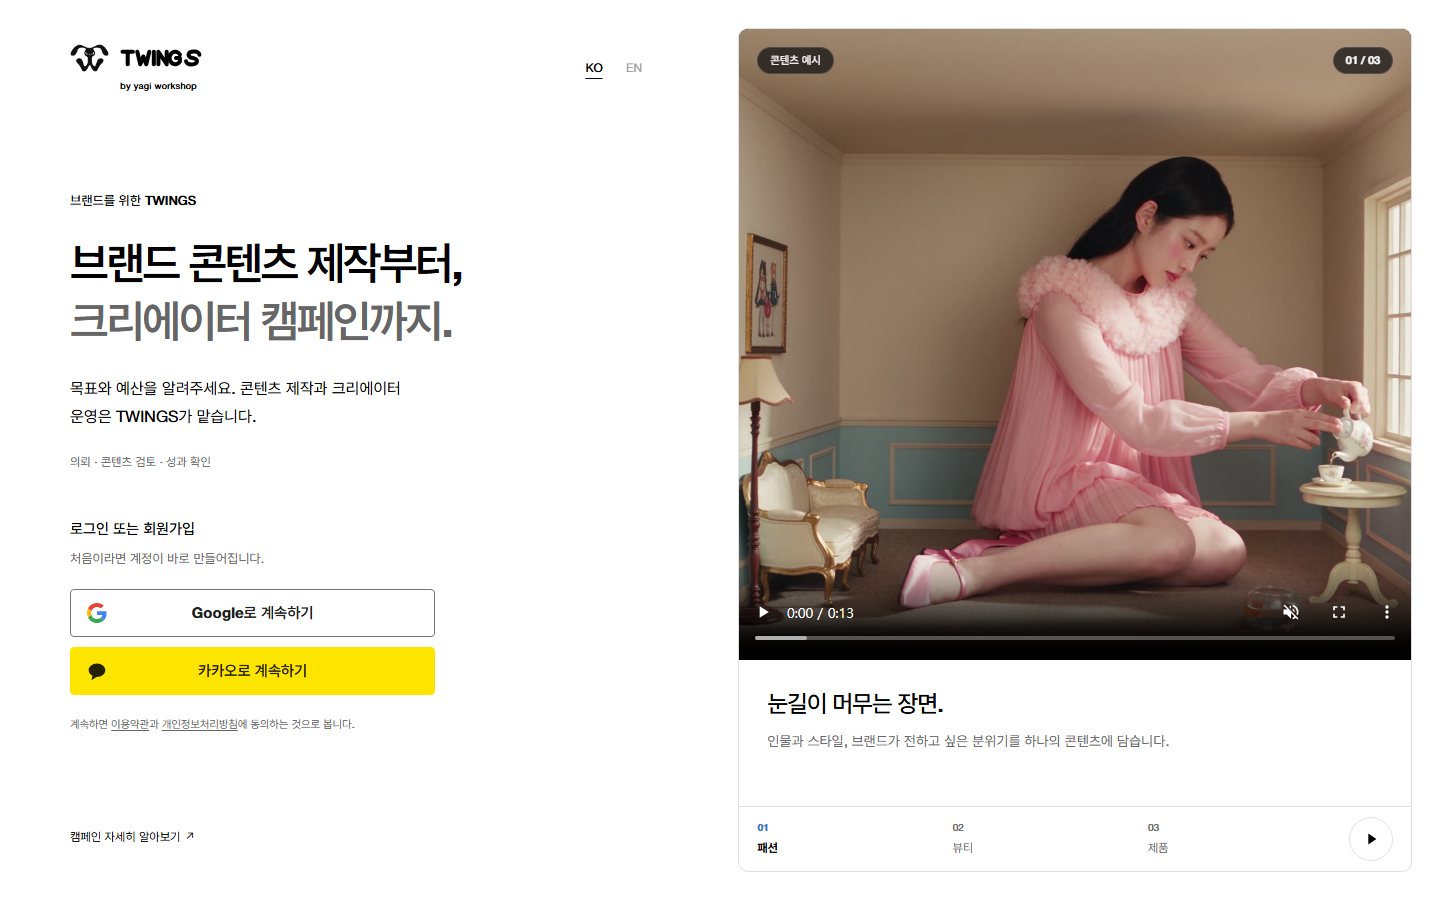 TWINGS
by yagi workshop
KO EN
브랜드를 위한 TWINGS
브랜드 콘텐츠 제작부터,
크리에이터 캠페인까지.
목표와 예산을 알려주세요. 콘텐츠 제작과 크리에이터
운영은 TWINGS가 맡습니다.
의뢰 · 콘텐츠 검토 · 성과 확인
로그인 또는 회원가입
처음이라면 계정이 바로 만들어집니다.
Google로 계속하기
카카오로 계속하기
계속하면 이용약관과 개인정보처리방침에 동의하는 것으로 봅니다.
캠페인 자세히 알아보기 ↗
콘텐츠 예시
01 / 03
0:00 / 0:13
눈길이 머무는 장면.
인물과 스타일, 브랜드가 전하고 싶은 분위기를 하나의 콘텐츠에 담습니다.
01 02 03
패션 뷰티 제품